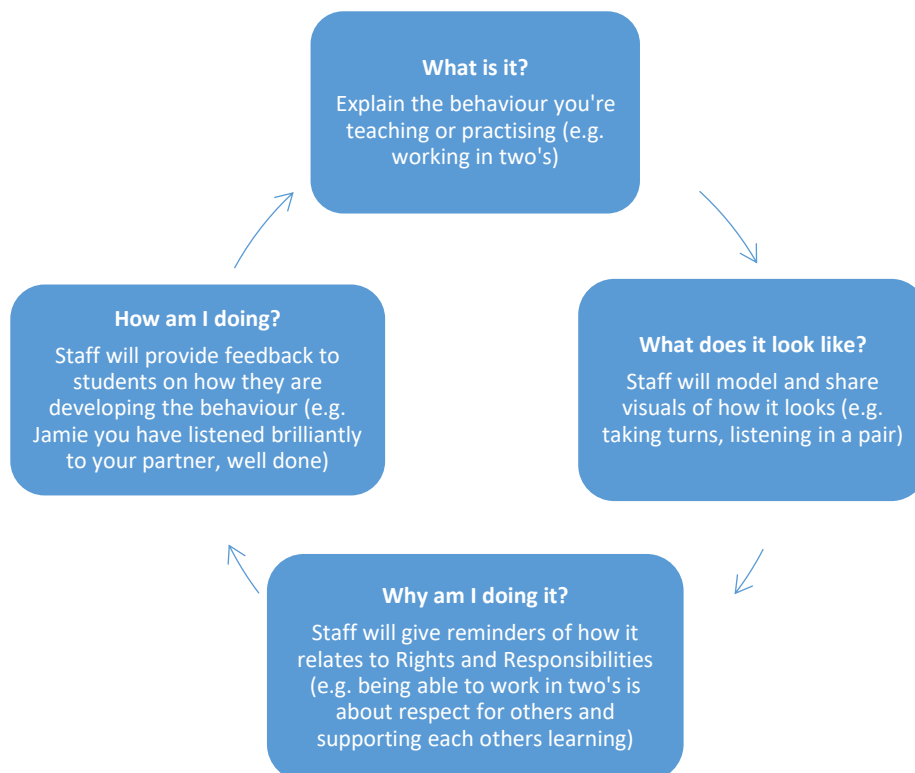 What is it?
Explain the behaviour you're
teaching or practising (e.g.
working in two's)
What does it look like?
Staff will model and share
visuals of how it looks (e.g.
taking turns, listening in a pair)
Why am I doing it?
Staff will give reminders of how it
relates to Rights and Responsibilities
(e.g. being able to work in two's is
about respect for others and
supporting each others learning)
How am I doing?
Staff will provide feedback to
students on how they are
developing the behaviour (e.g.
Jamie you have listened brilliantly
to your partner, well done)